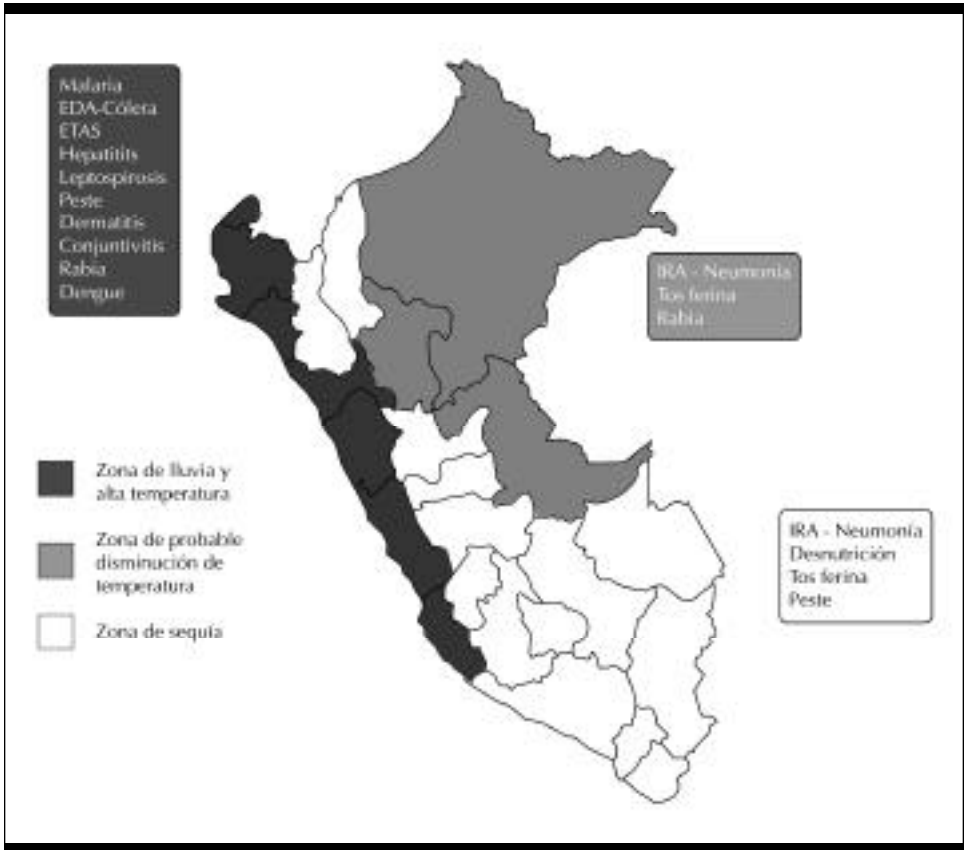 Malaria
EDA-Cólera
ETAS
Hepatitits
Leptospirosis
Peste
Dermatitis
Conjuntivitis
Rabia
Dengue
IRA - Neumonía
Tos ferina
Rabia
Zona de lluvia y
alta temperatura
Zona de probable
disminución de
temperatura
Zona de sequía
IRA - Neumonía
Desnutrición
Tos ferina
Peste